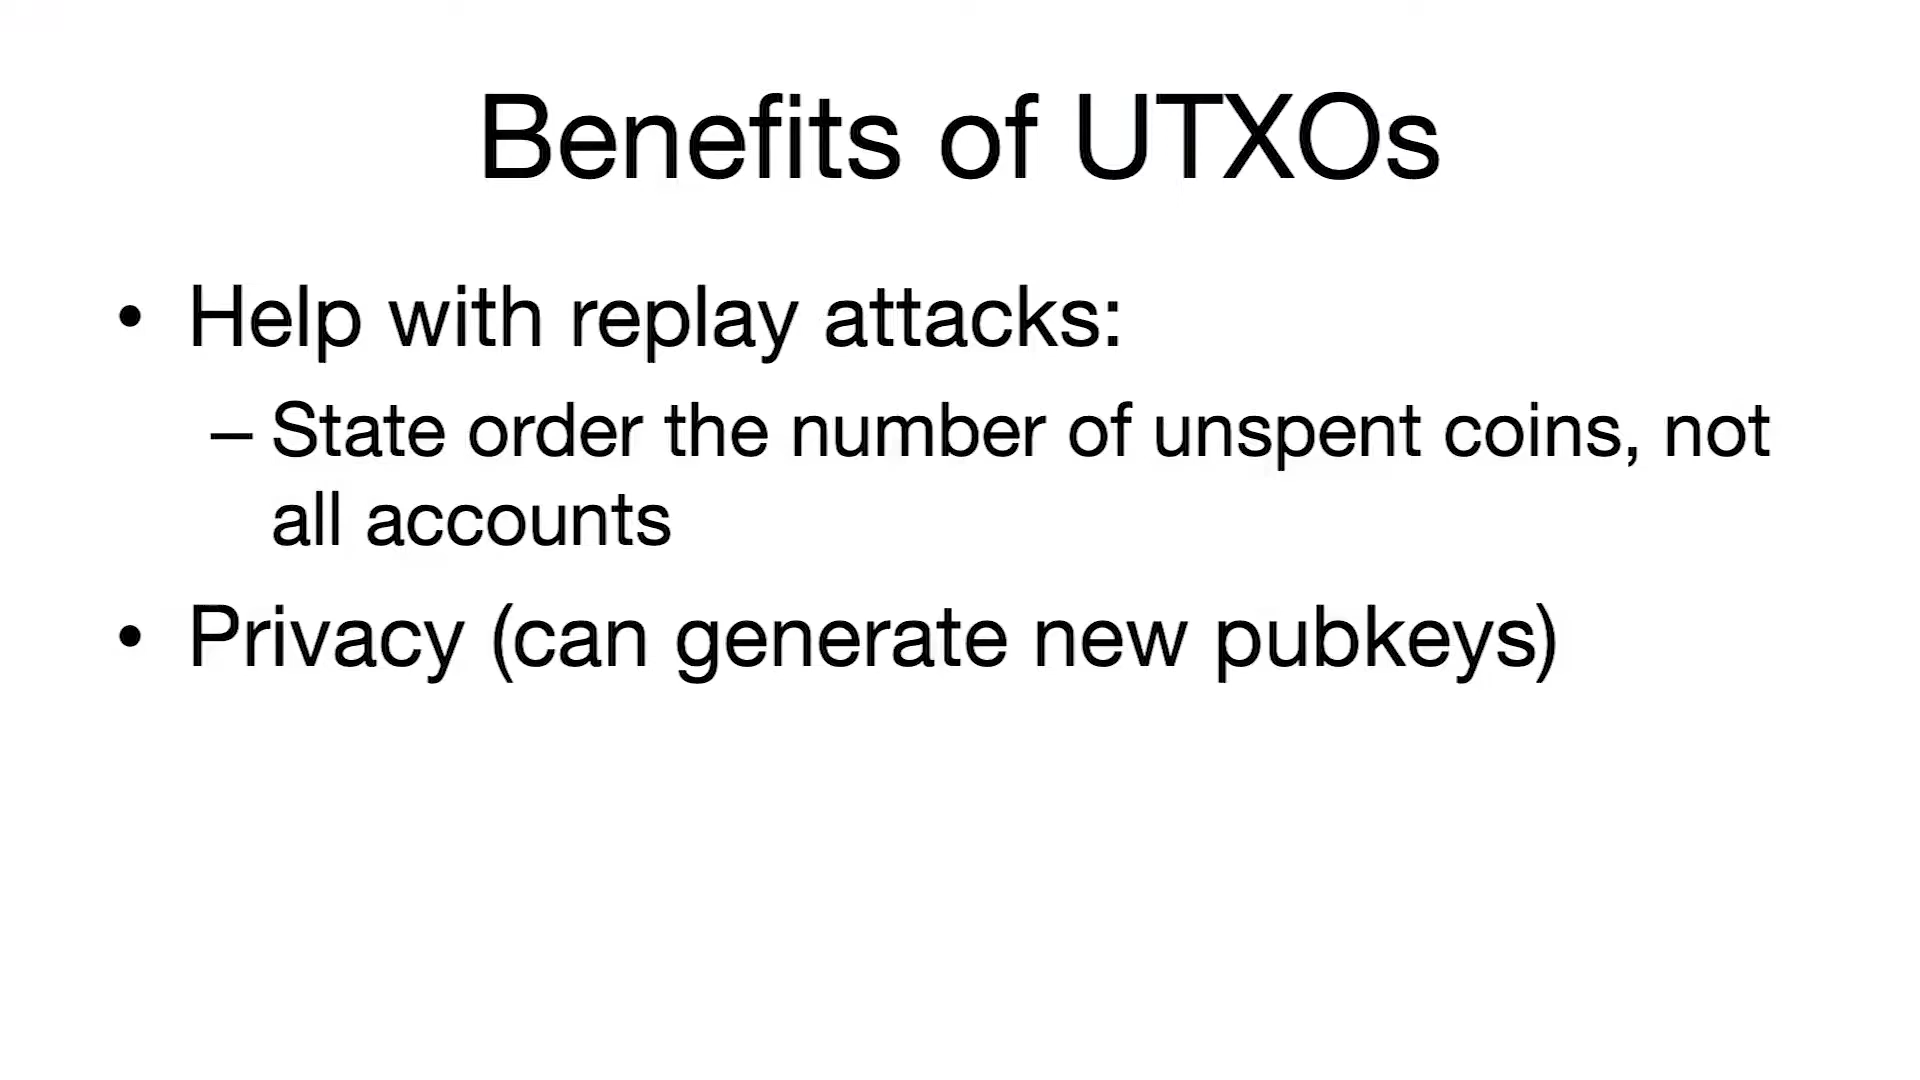 Benefits of UTXOs
• Help with replay attacks:
– State order the number of unspent coins, not
all accounts
• Privacy (can generate new pubkeys)